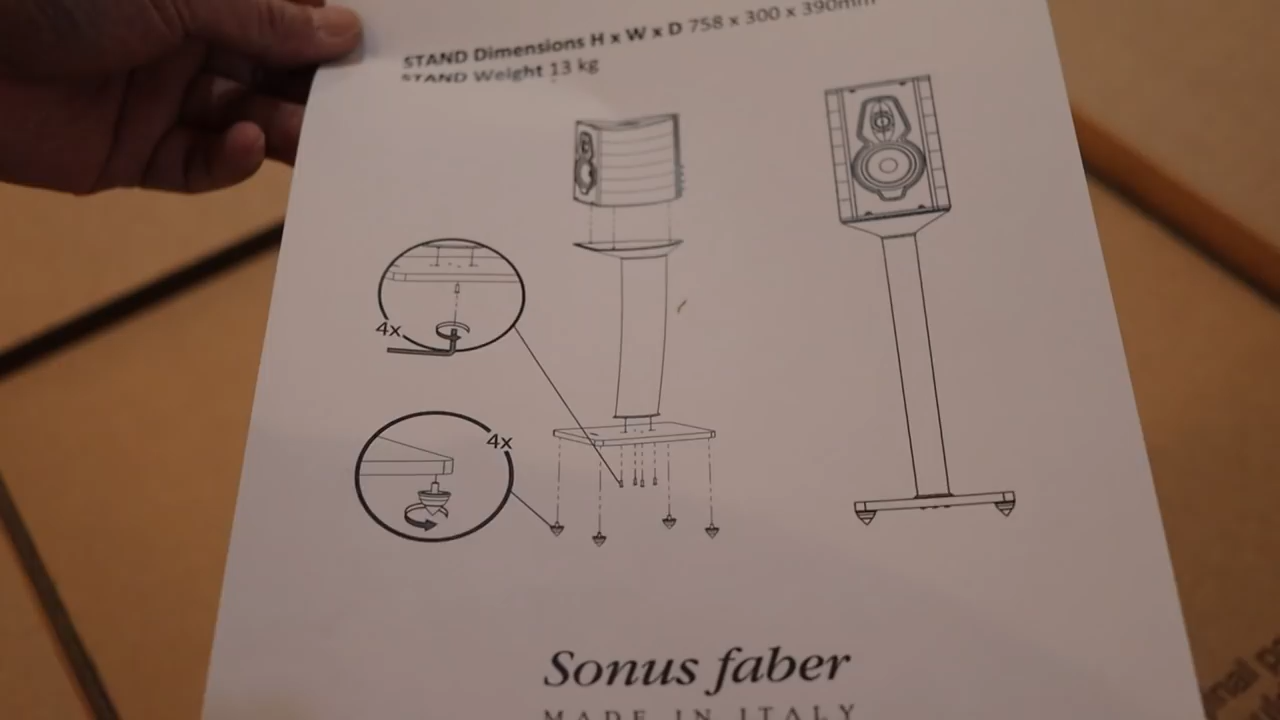 STAND Dimensions H x W x D 758 x 300 x 390mm
STAND Weight 13 kg
4x
4x
Sonus faber
MADE IN ITALY